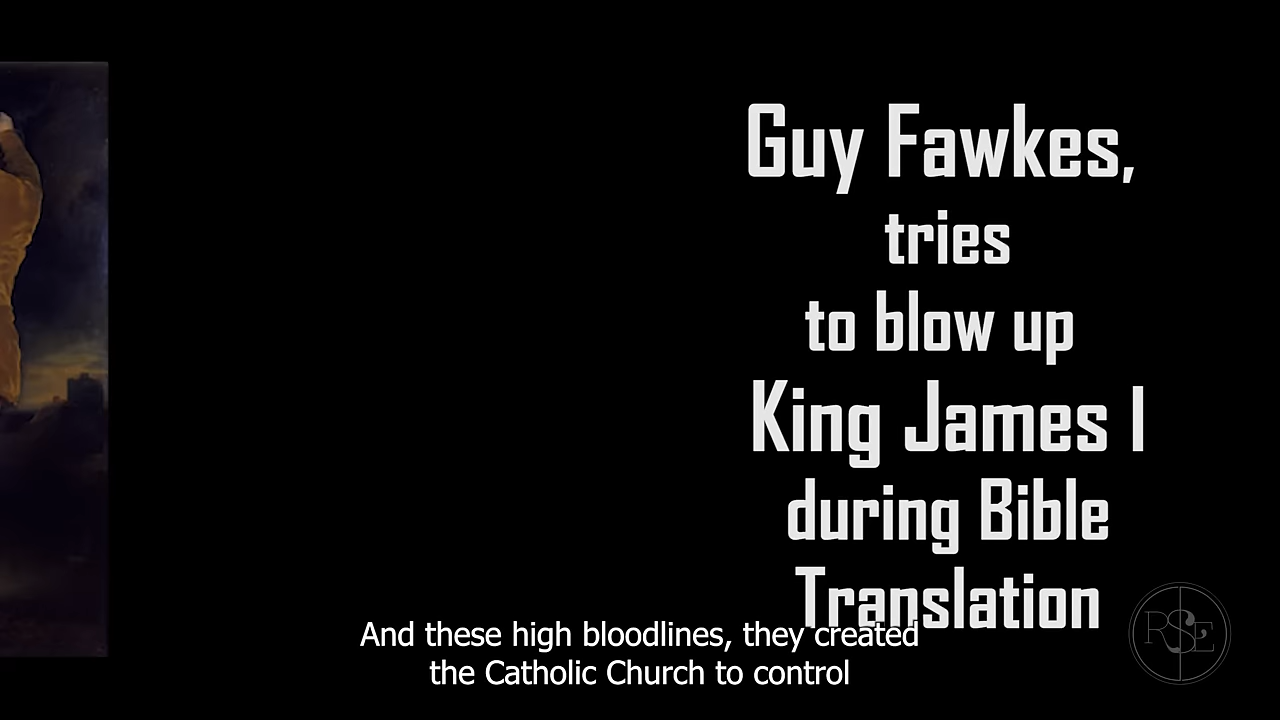 Guy Fawkes,
tries
to blow up
King James I
during Bible
Translation
And these high bloodlines, they created
the Catholic Church to control
RSE